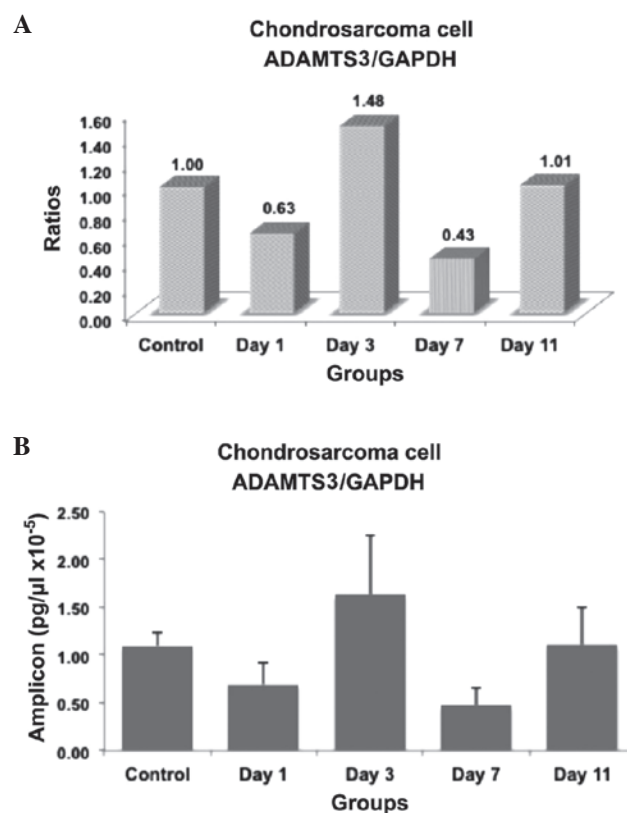 A
Chondrosarcoma cell
ADAMTS3/GAPDH
Ratios
1.60
1.40
1.20
1.00
0.80
0.60
0.40
0.20
0.00
1.00
0.63
1.48
0.43
1.01
Control Day 1 Day 3 Day 7 Day 11
Groups
B
Chondrosarcoma cell
ADAMTS3/GAPDH
Amplicon (pg/µl x10⁻⁵)
2.50
2.00
1.50
1.00
0.50
0.00
Control Day 1 Day 3 Day 7 Day 11
Groups